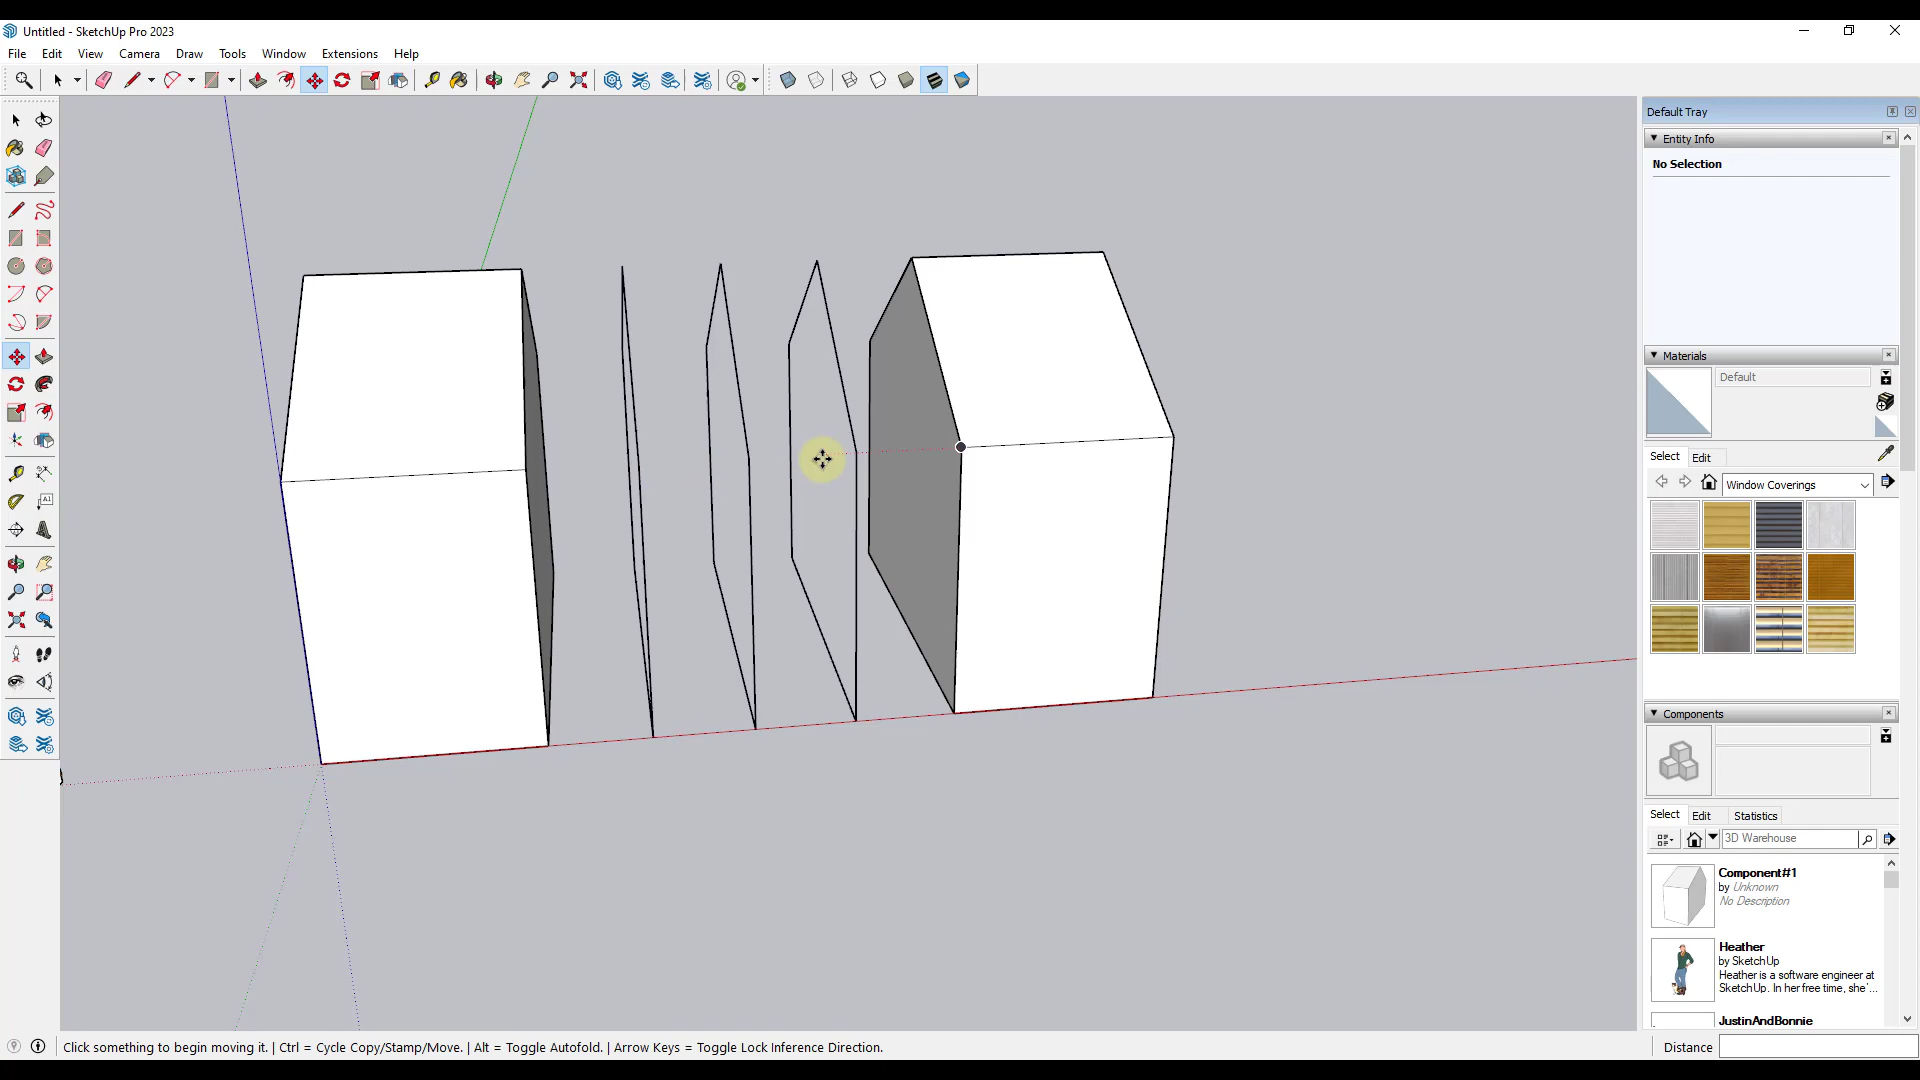 Untitled - SketchUp Pro 2023
File Edit View Camera Draw Tools Window Extensions Help
Default Tray
Entity Info
No Selection
Materials
Default
Select Edit
Window Coverings
Components
Select Edit Statistics
3D Warehouse
Component#1
by Unknown
No Description
Heather
by SketchUp
Heather is a software engineer at
SketchUp. In her free time, she'...
JustinAndBonnie
Click something to begin moving it. | Ctrl = Cycle Copy/Stamp/Move. | Alt = Toggle Autofold. | Arrow Keys = Toggle Lock Inference Direction.
Distance